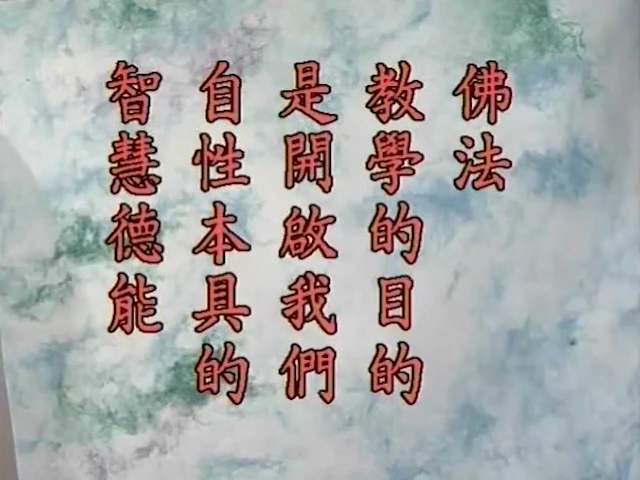 佛法
教學的目的
是開啟我們
自性本具的
智慧德能